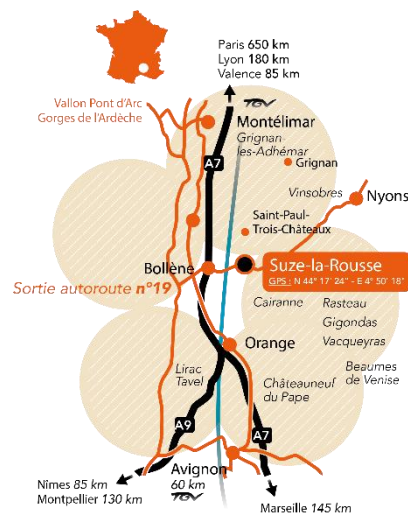 Paris 650 km
Lyon 180 km
Valence 85 km
TGV
Vallon Pont d'Arc
Gorges de l'Ardèche
Montélimar
Grignan-
les-Adhémar
Grignan
A7
Vinsobres
Nyons
Saint-Paul-
Trois-Châteaux
Bollène
Suze-la-Rousse
GPS : N 44° 17' 24" - E 4° 50' 18"
Sortie autoroute n°19
Cairanne
Rasteau
Gigondas
Vacqueyras
Orange
Lirac
Tavel
Beaumes
de Venise
Châteauneuf
du Pape
A9
A7
Avignon
60 km
TGV
Nîmes 85 km
Montpellier 130 km
Marseille 145 km